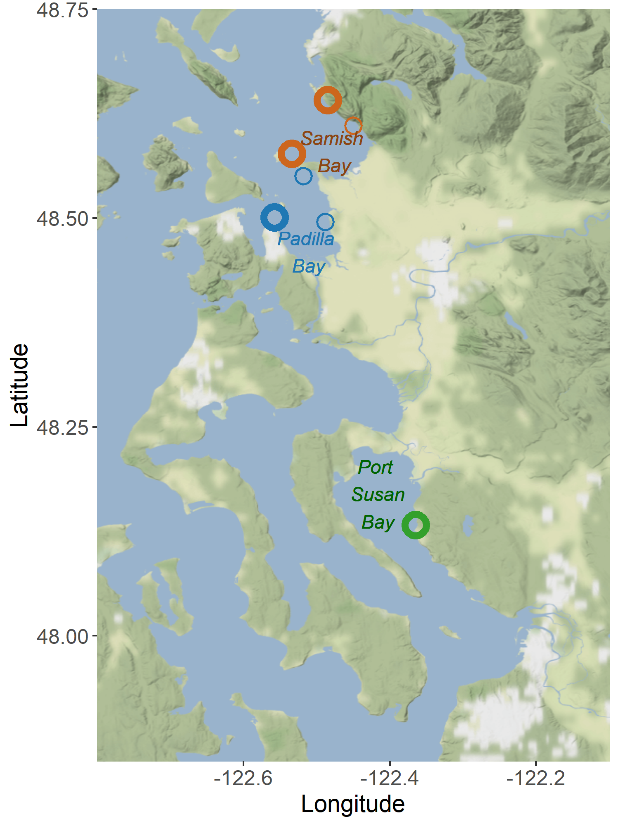 48.75
48.50
48.25
48.00
Latitude
Samish
Bay
Padilla
Bay
Port
Susan
Bay
-122.6
-122.4
-122.2
Longitude